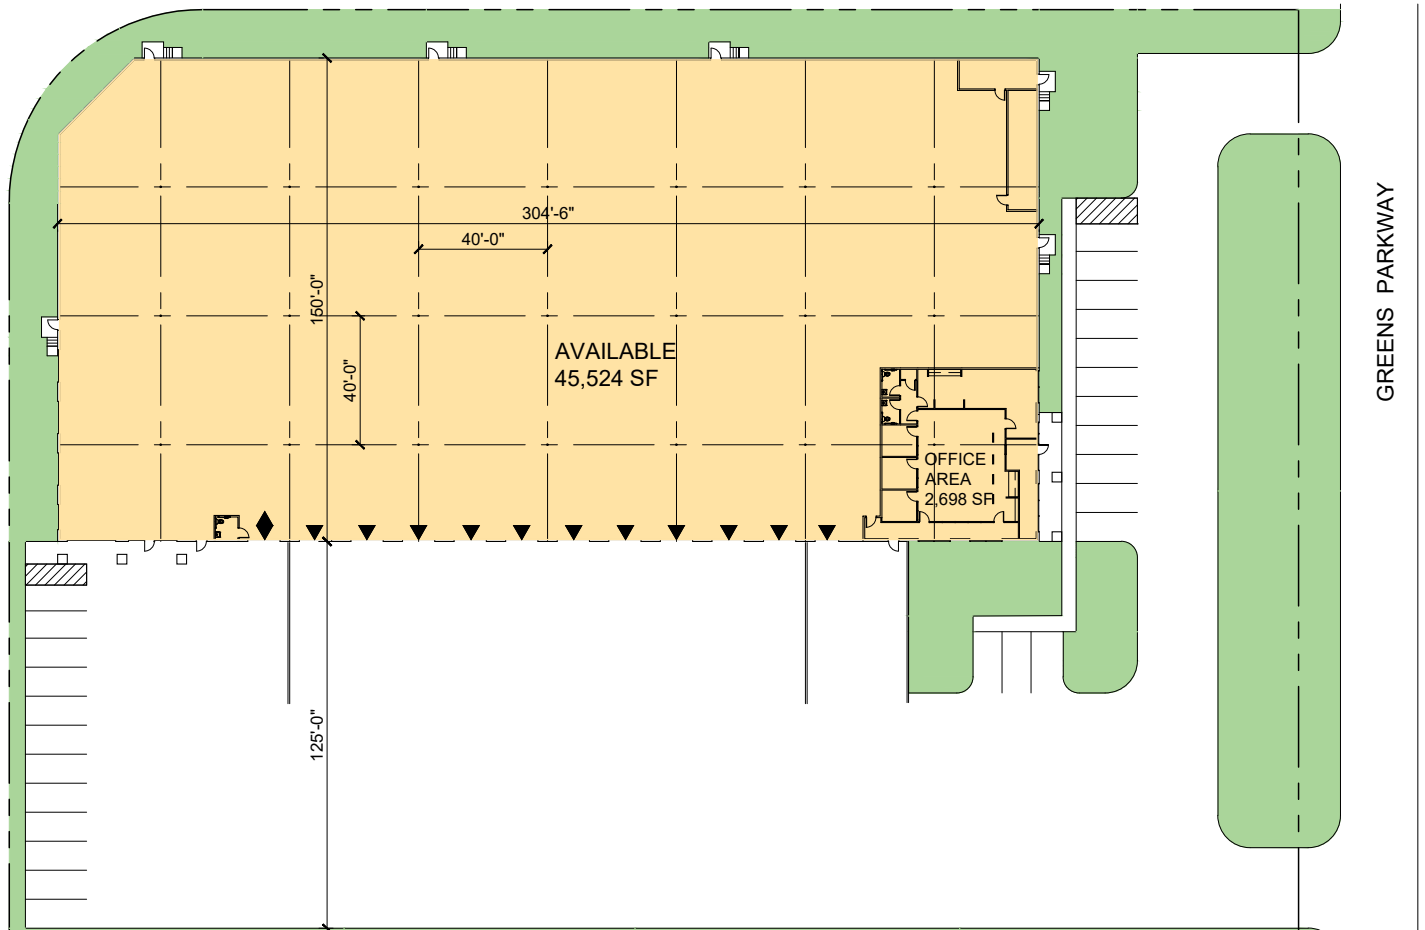 304'-6"
40'-0"
150'-0"
AVAILABLE
45,524 SF
40'-0"
OFFICE
AREA
2,698 SF
125'-0"
GREENS PARKWAY